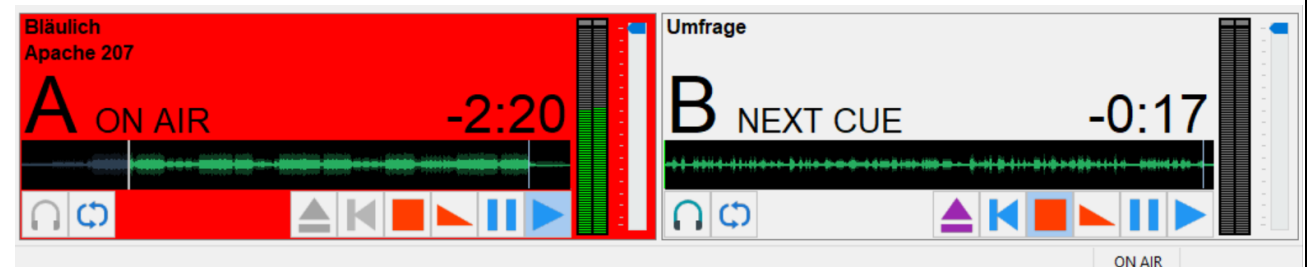 Bläulich
Apache 207
A ON AIR -2:20
Umfrage
B NEXT CUE -0:17
ON AIR